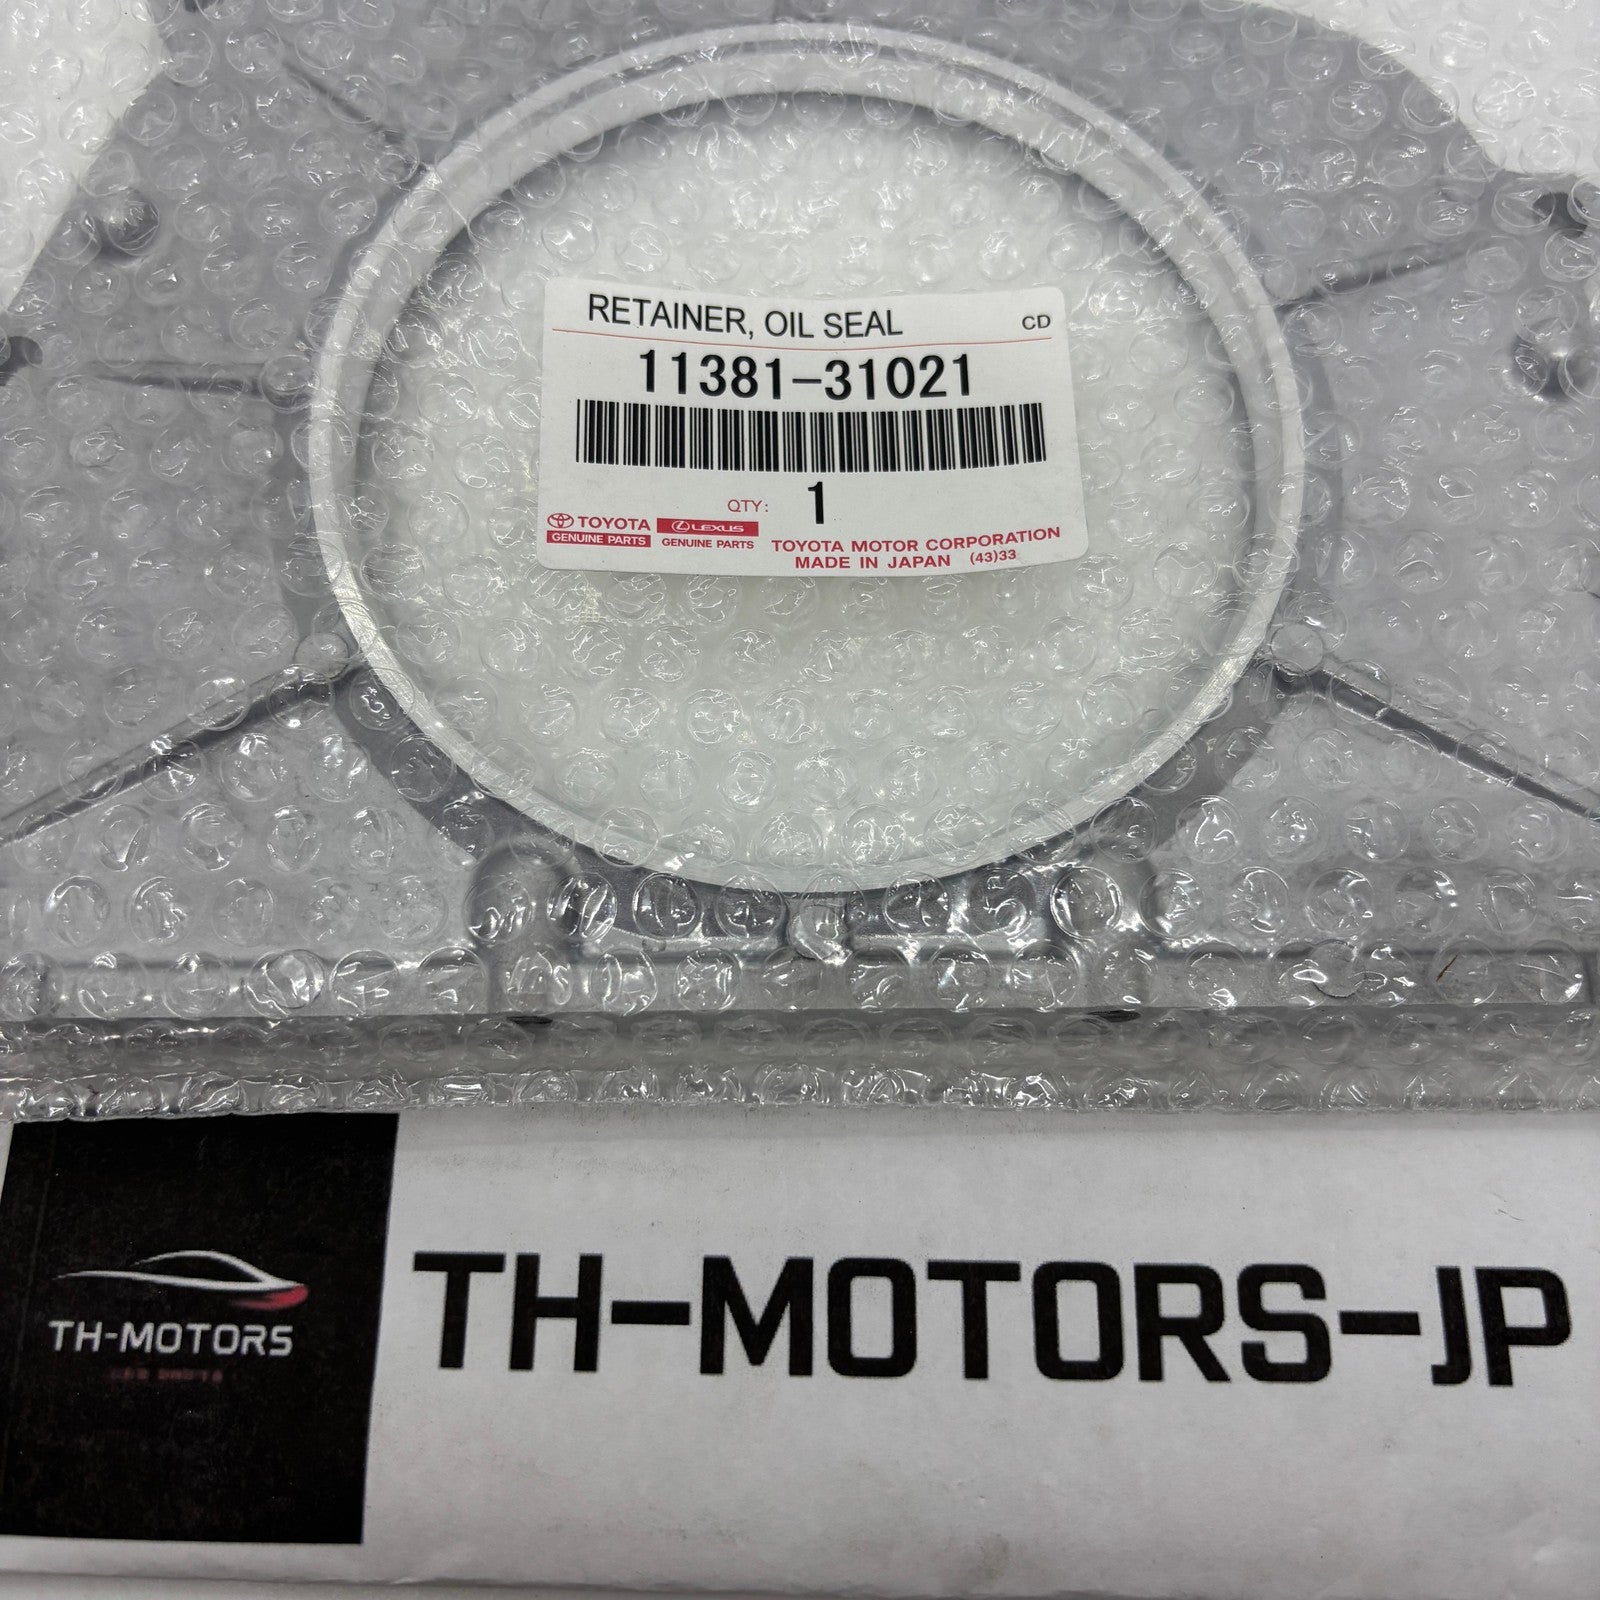 RETAINER, OIL SEAL CD
11381-31021
QTY: 1
TOYOTA LEXUS
GENUINE PARTS GENUINE PARTS
TOYOTA MOTOR CORPORATION
MADE IN JAPAN (43)33
TH-MOTORS-JP
TH-MOTORS